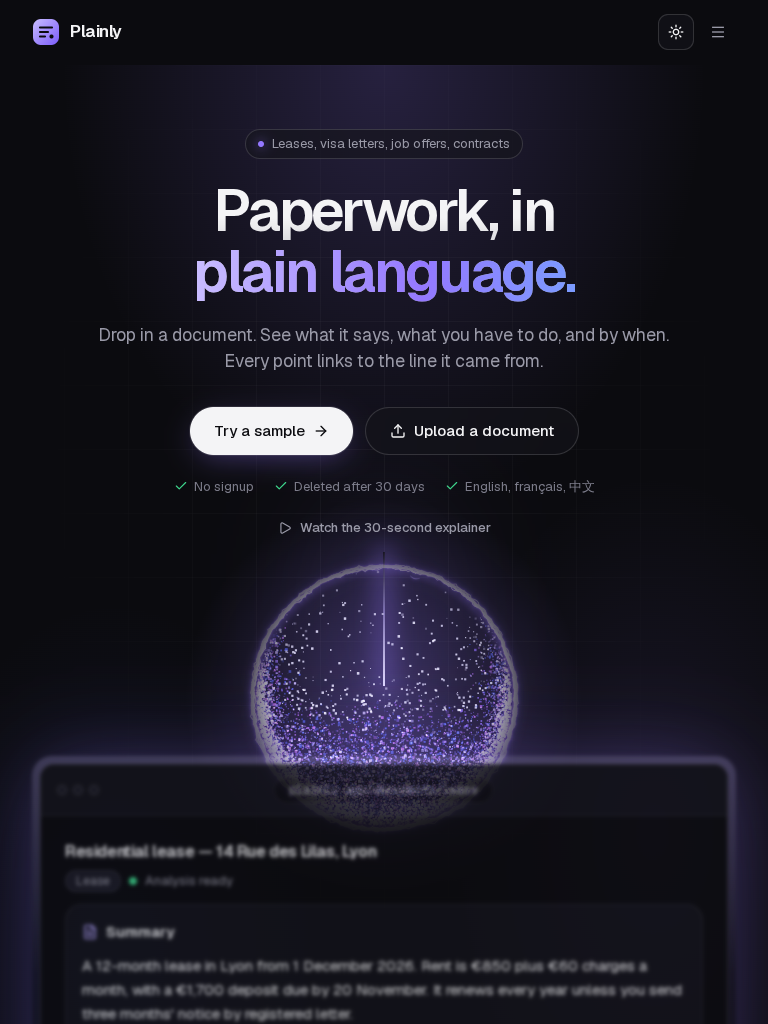 Plainly
Leases, visa letters, job offers, contracts
Paperwork, in
plain language.
Drop in a document. See what it says, what you have to do, and by when.
Every point links to the line it came from.
Try a sample
Upload a document
No signup
Deleted after 30 days
English, français, 中文
Watch the 30-second explainer
Residential lease — 14 Rue des Lilas, Lyon
Lease
Analysis ready
Summary
A 12-month lease in Lyon from 1 December 2026. Rent is €850 plus €60 charges a
month, with a €1,700 deposit due by 20 November. It renews every year unless you send
three months' notice by registered letter.